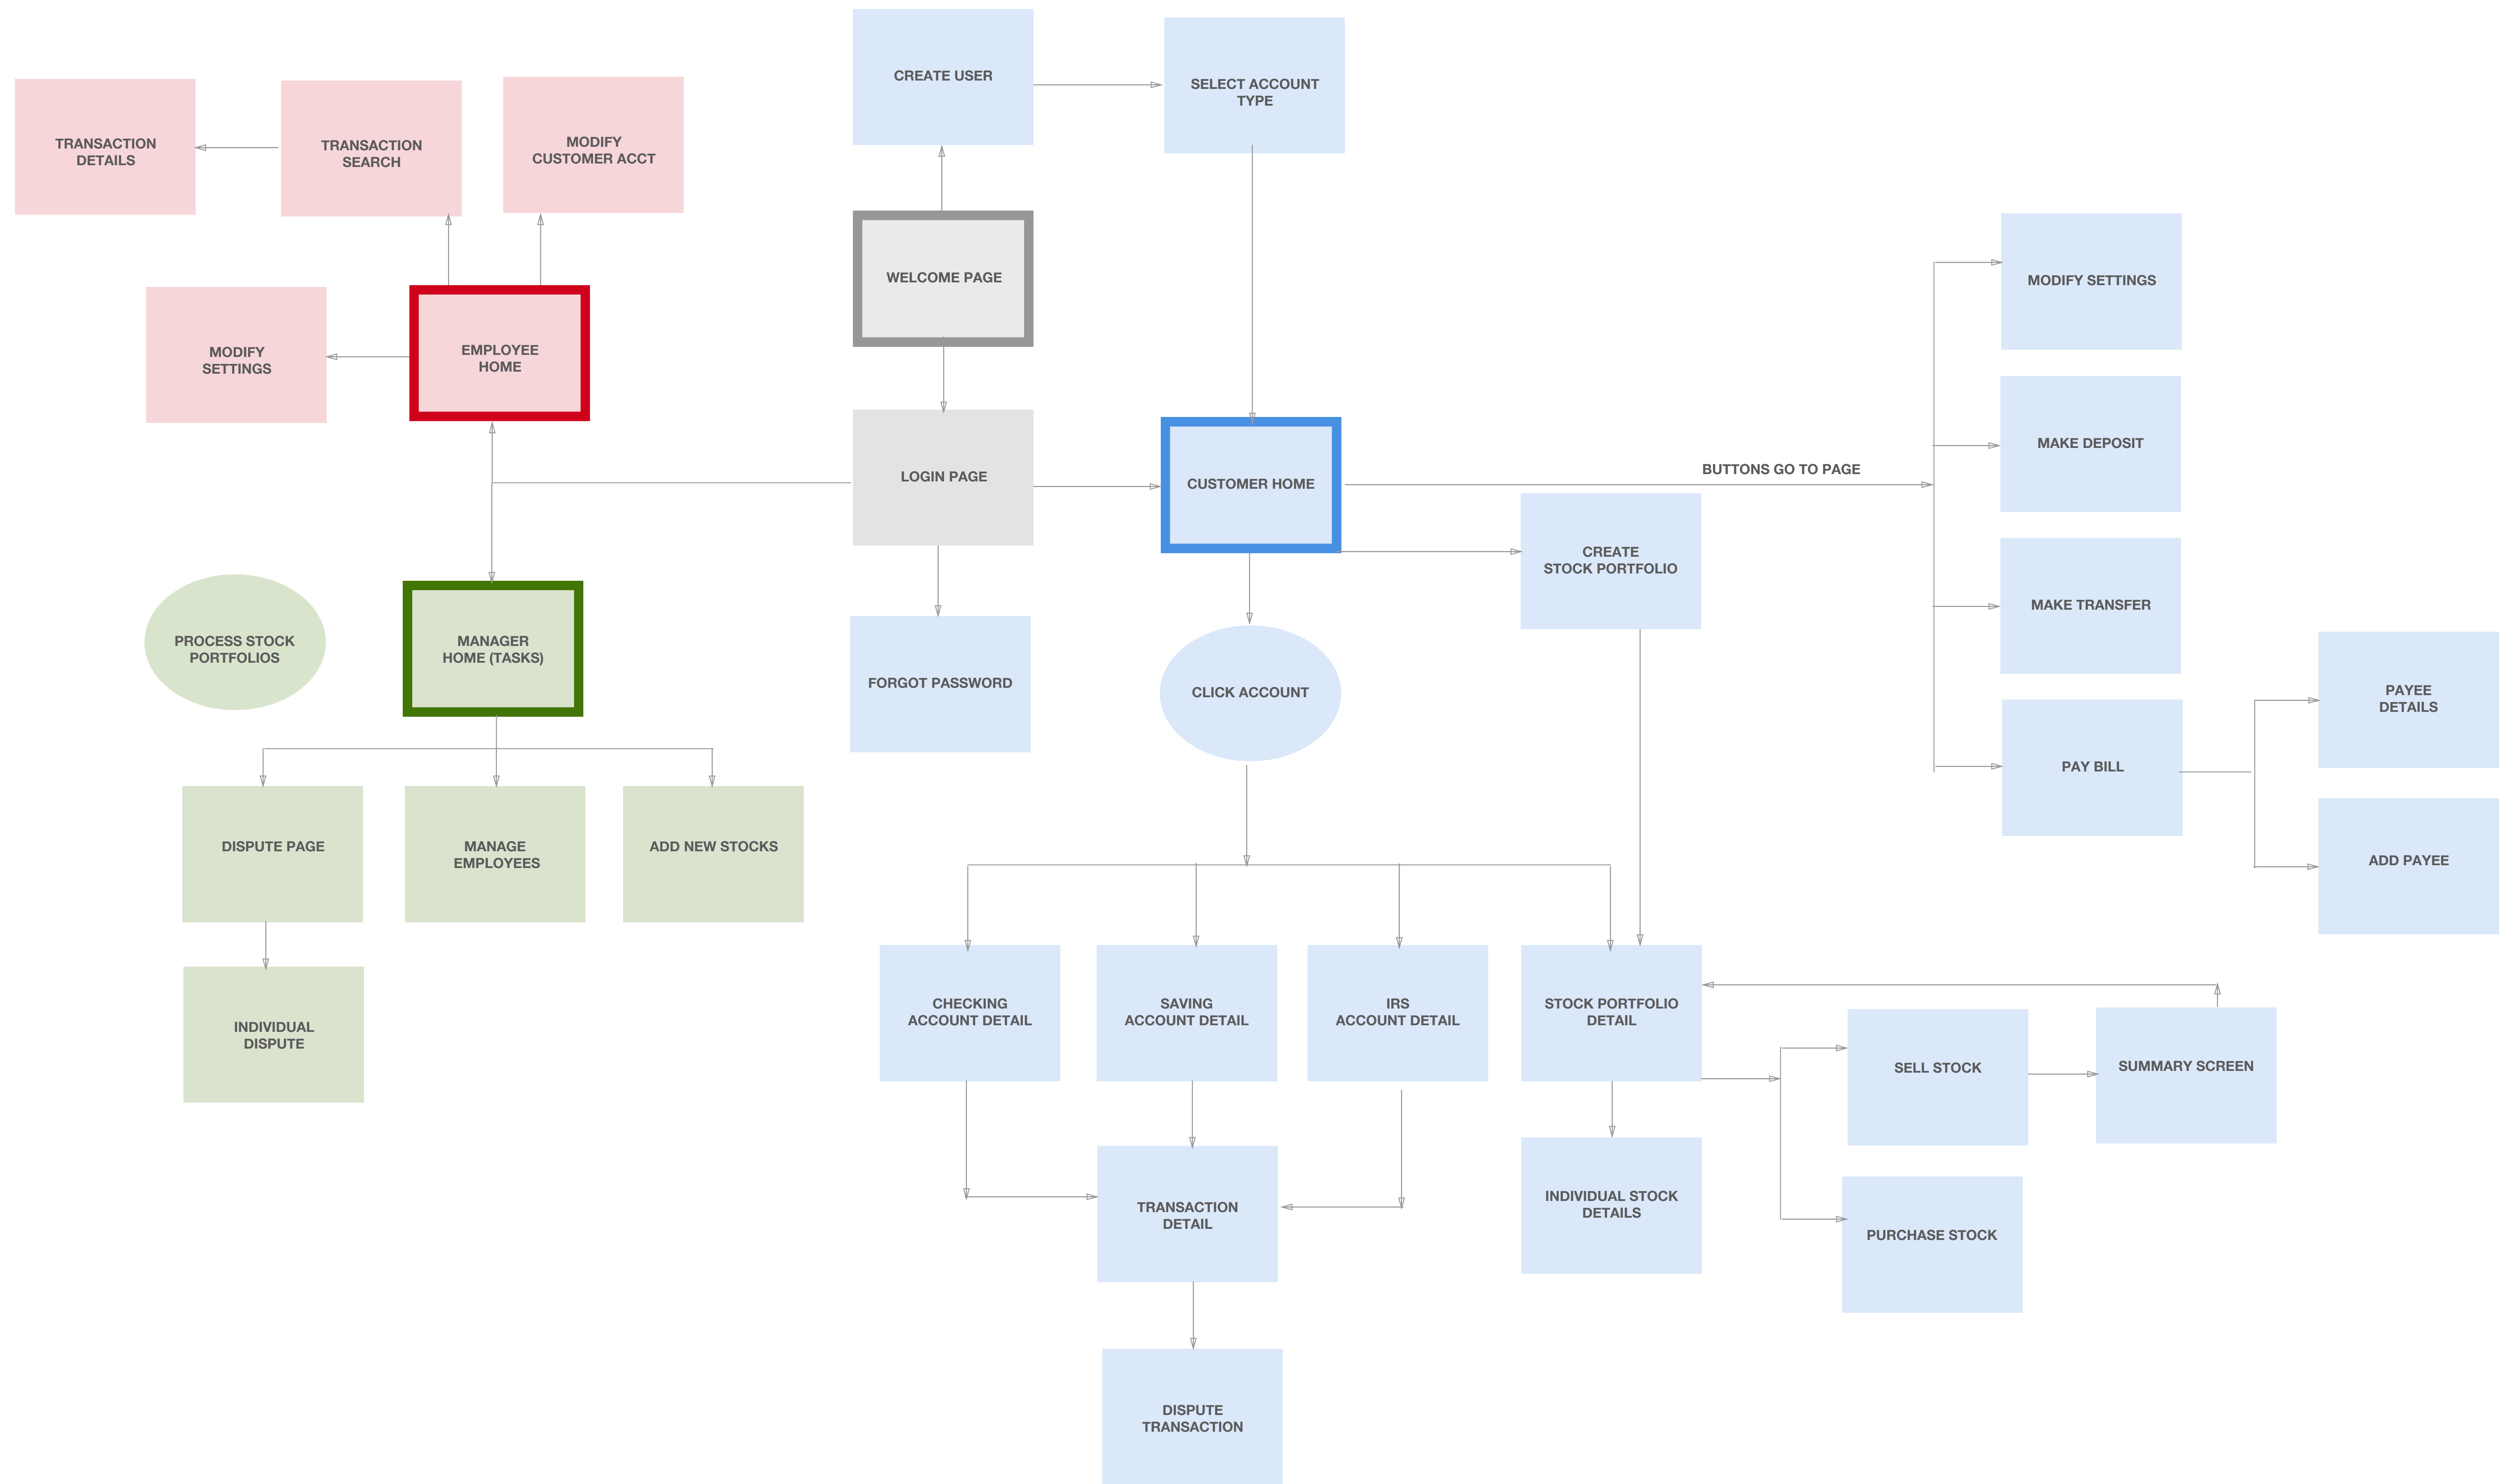 CREATE USER
SELECT ACCOUNT
TYPE
TRANSACTION
DETAILS
TRANSACTION
SEARCH
MODIFY
CUSTOMER ACCT
WELCOME PAGE
MODIFY SETTINGS
MODIFY
SETTINGS
EMPLOYEE
HOME
MAKE DEPOSIT
LOGIN PAGE
CUSTOMER HOME
BUTTONS GO TO PAGE
CREATE
STOCK PORTFOLIO
MAKE TRANSFER
PROCESS STOCK
PORTFOLIOS
MANAGER
HOME (TASKS)
FORGOT PASSWORD
CLICK ACCOUNT
PAYEE
DETAILS
PAY BILL
DISPUTE PAGE
MANAGE
EMPLOYEES
ADD NEW STOCKS
ADD PAYEE
INDIVIDUAL
DISPUTE
CHECKING
ACCOUNT DETAIL
SAVING
ACCOUNT DETAIL
IRS
ACCOUNT DETAIL
STOCK PORTFOLIO
DETAIL
SELL STOCK
SUMMARY SCREEN
TRANSACTION
DETAIL
INDIVIDUAL STOCK
DETAILS
PURCHASE STOCK
DISPUTE
TRANSACTION